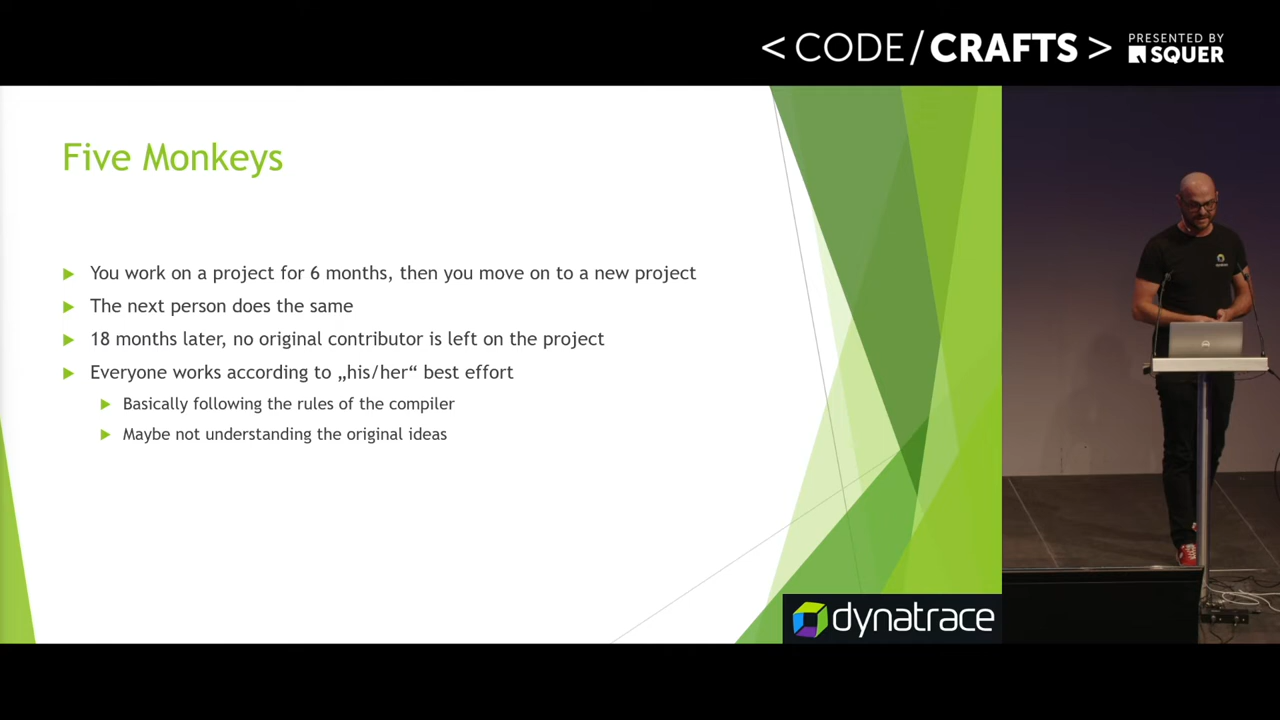 < CODE/CRAFTS >
PRESENTED BY
SQUER
Five Monkeys
You work on a project for 6 months, then you move on to a new project
The next person does the same
18 months later, no original contributor is left on the project
Everyone works according to „his/her“ best effort
Basically following the rules of the compiler
Maybe not understanding the original ideas
dynatrace